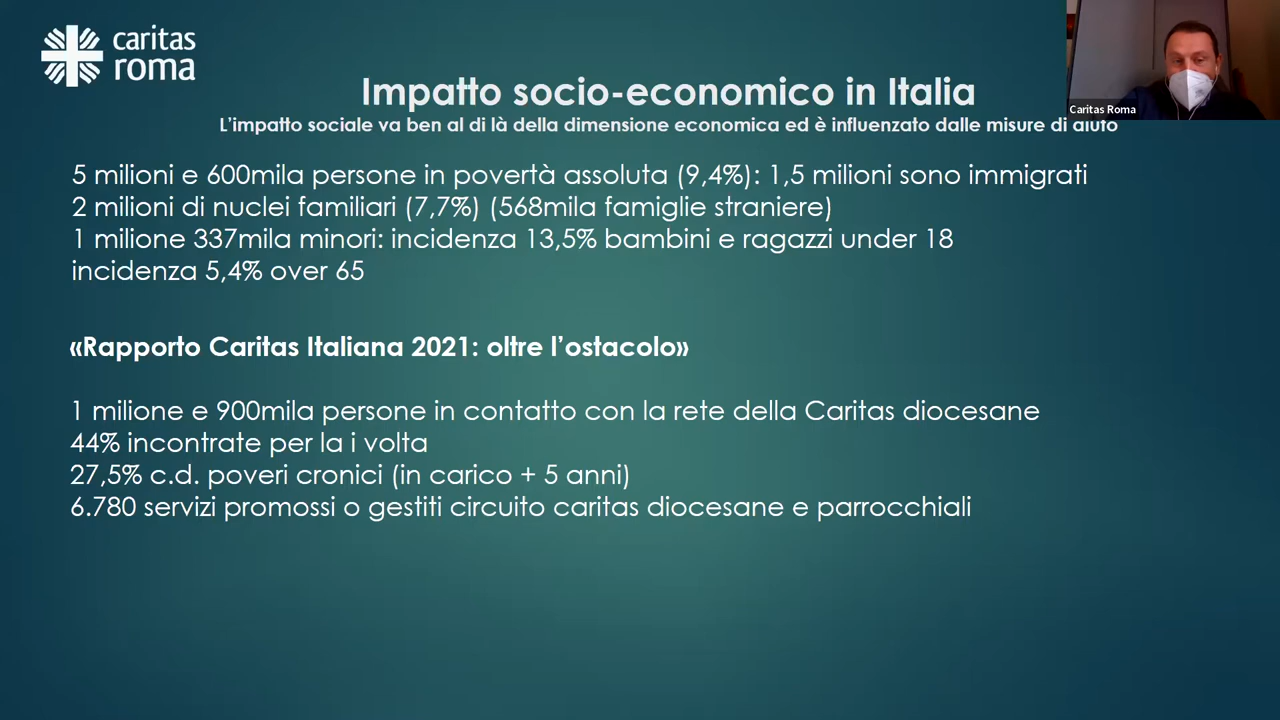 caritas
roma
Impatto socio-economico in Italia
L'impatto sociale va ben al di là della dimensione economica ed è influenzato dalle misure di aiuto
Caritas Roma
5 milioni e 600mila persone in povertà assoluta (9,4%): 1,5 milioni sono immigrati
2 milioni di nuclei familiari (7,7%) (568mila famiglie straniere)
1 milione 337mila minori: incidenza 13,5% bambini e ragazzi under 18
incidenza 5,4% over 65
«Rapporto Caritas Italiana 2021: oltre l'ostacolo»
1 milione e 900mila persone in contatto con la rete della Caritas diocesane
44% incontrate per la i volta
27,5% c.d. poveri cronici (in carico + 5 anni)
6.780 servizi promossi o gestiti circuito caritas diocesane e parrocchiali